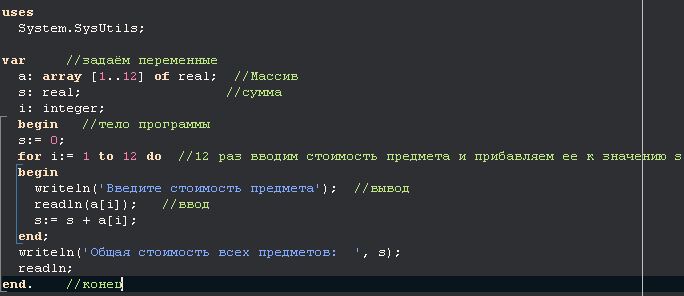 uses
System.SysUtils;
var //задаём переменные
a: array [1..12] of real; //Массив
s: real; //сумма
i: integer;
begin //тело программы
s:= 0;
for i:= 1 to 12 do //12 раз вводим стоимость предмета и прибавляем ее к значению s
begin
writeln('Введите стоимость предмета'); //вывод
readln(a[i]); //ввод
s:= s + a[i];
end;
writeln('Общая стоимость всех предметов:  ', s);
readln;
end. //конец